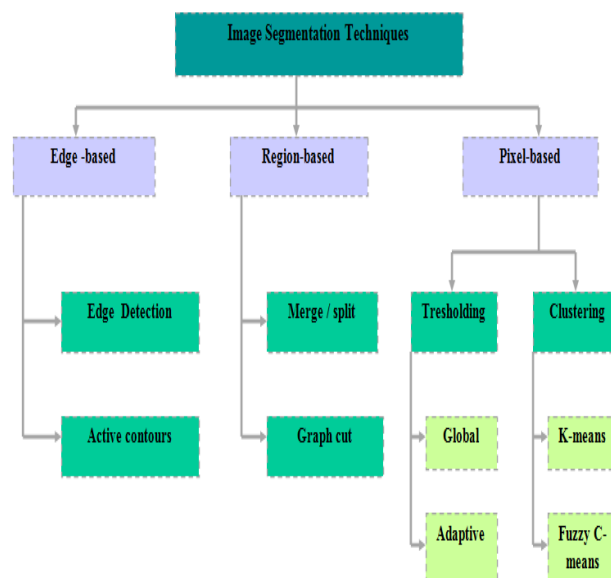 Image Segmentation Techniques
Edge -based
Region-based
Pixel-based
Edge Detection
Merge / split
Tresholding
Clustering
Active contours
Graph cut
Global
K-means
Adaptive
Fuzzy C-
means